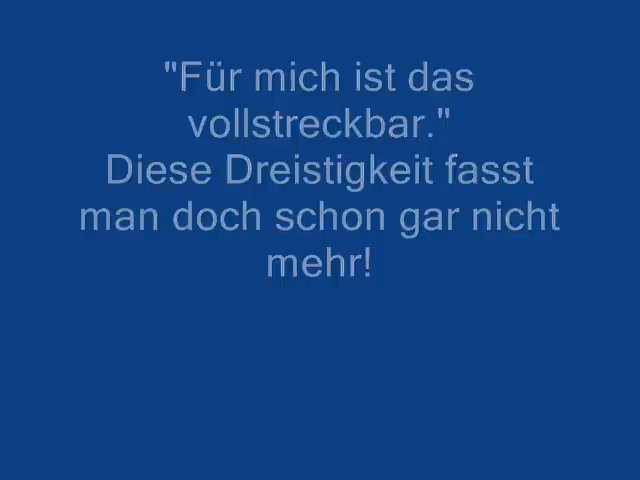 "Für mich ist das
vollstreckbar."
Diese Dreistigkeit fasst
man doch schon gar nicht
mehr!